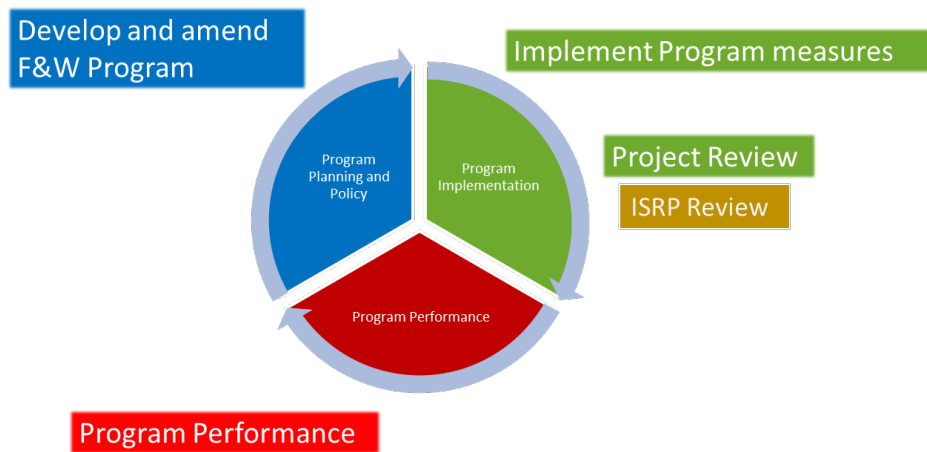 Develop and amend
F&W Program
Implement Program measures
Program
Planning and
Policy
Program
Implementation
Project Review
ISRP Review
Program Performance
Program Performance